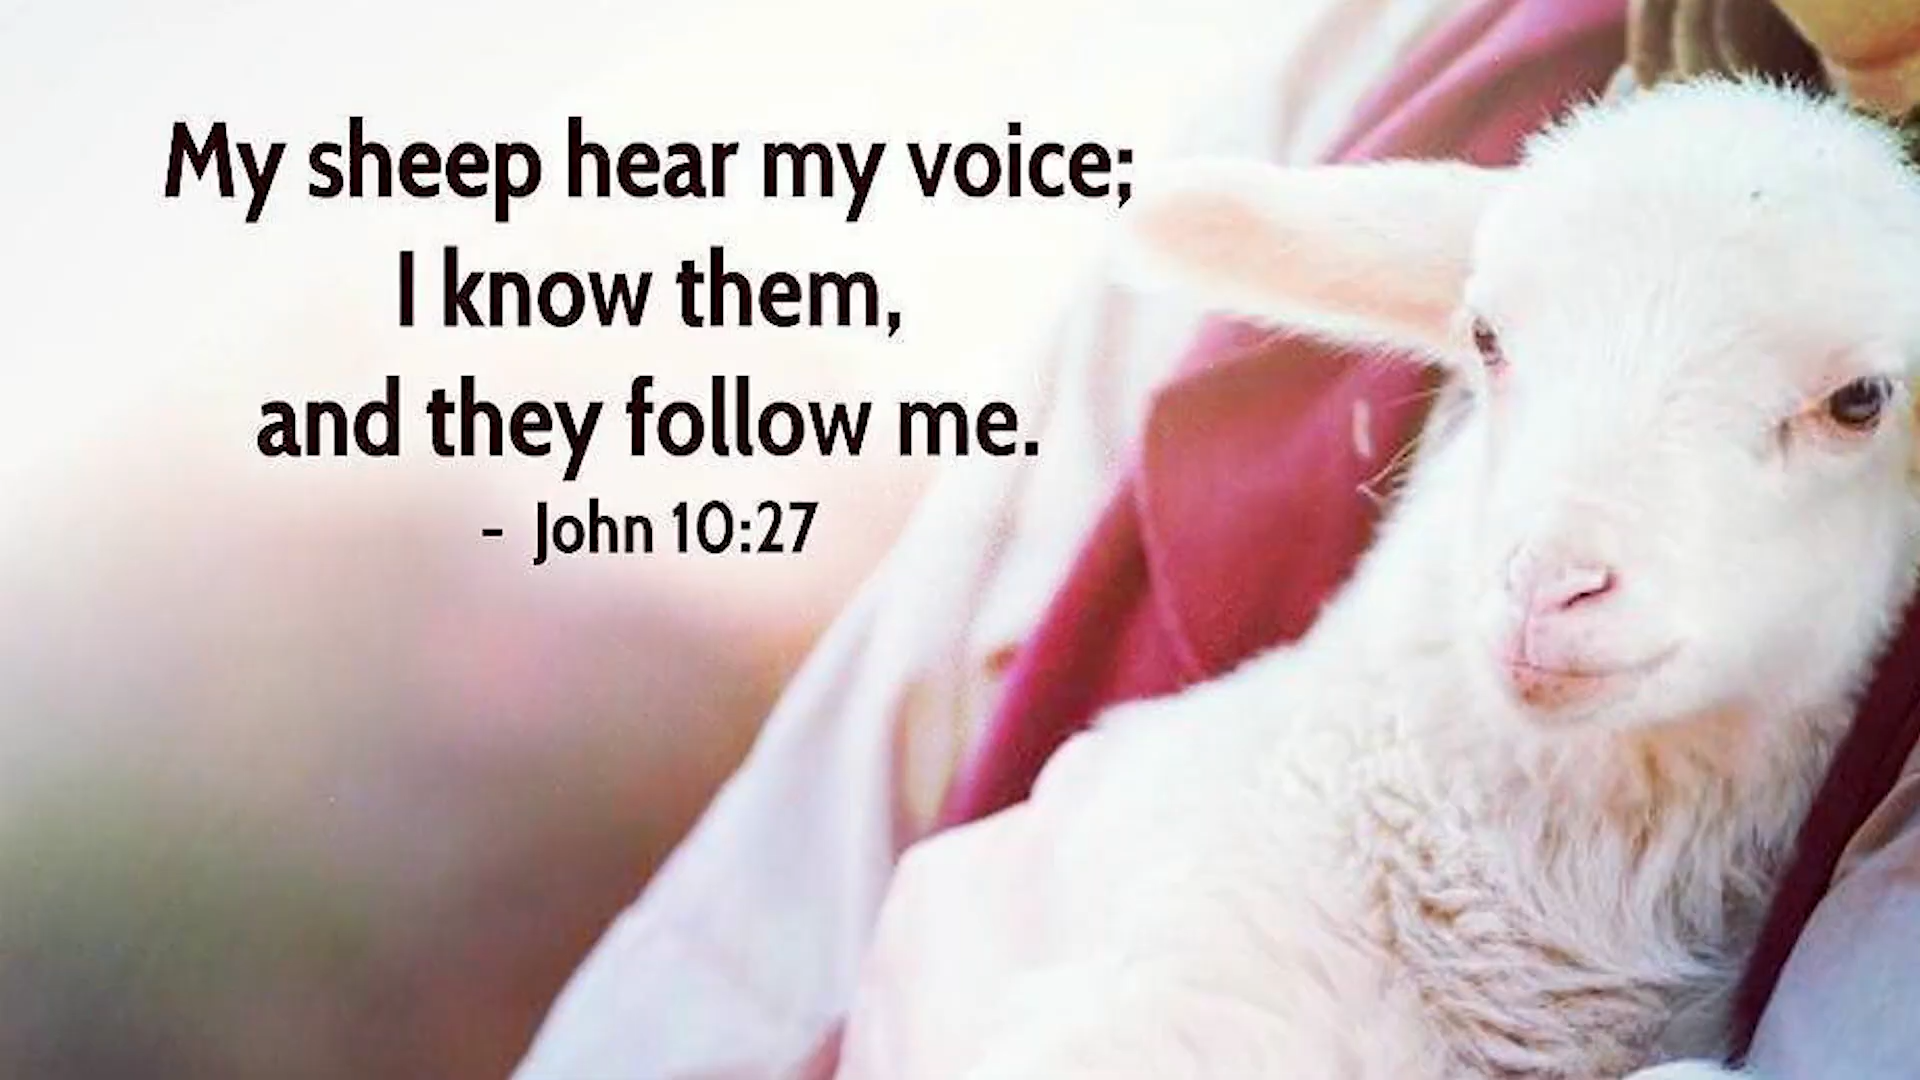 My sheep hear my voice;
I know them,
and they follow me.
- John 10:27